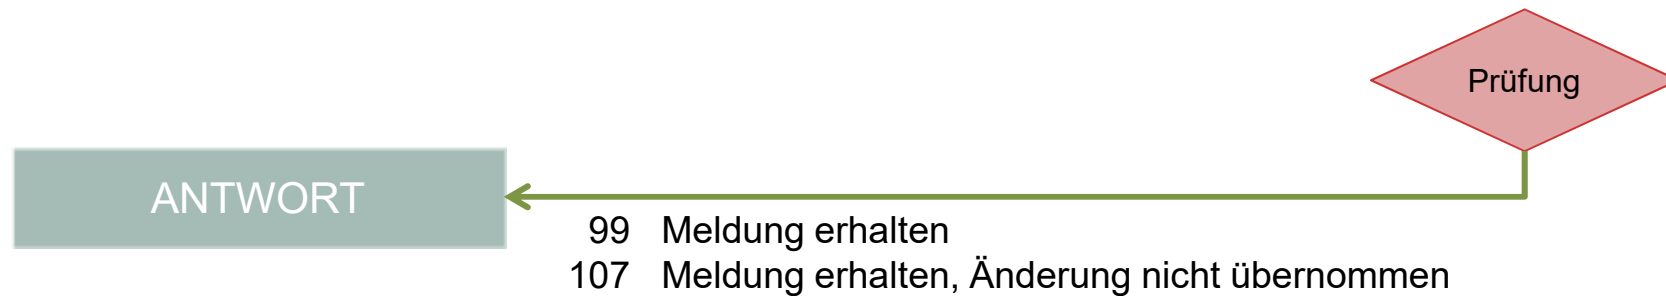 Prüfung
ANTWORT
99 Meldung erhalten
107 Meldung erhalten, Änderung nicht übernommen